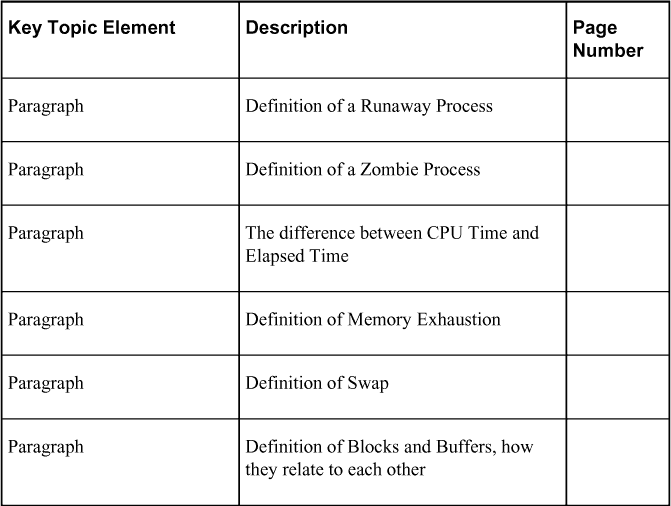 Key Topic Element Description Page
Number
Paragraph Definition of a Runaway Process
Paragraph Definition of a Zombie Process
Paragraph The difference between CPU Time and
Elapsed Time
Paragraph Definition of Memory Exhaustion
Paragraph Definition of Swap
Paragraph Definition of Blocks and Buffers, how
they relate to each other